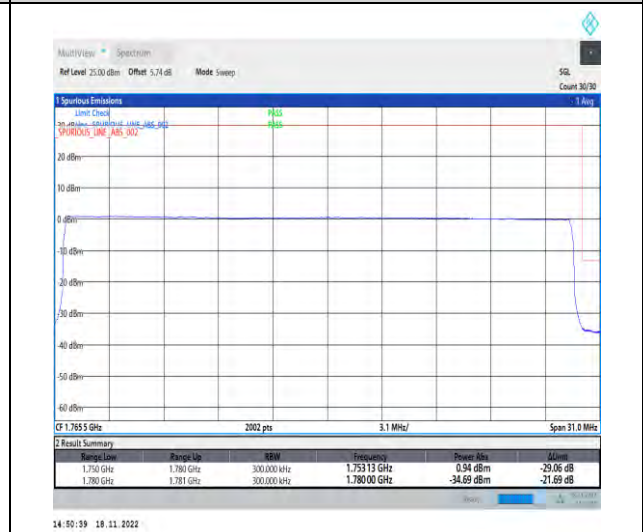 MultiView Spectrum
Ref Level 25.00 dBm Offset 5.74 dB Mode Sweep SGL
Count 30/30
1 Spurious Emissions 1 Avg
Limit Check PASS
SPURIOUS_LINE_ABS_002 PASS
SPURIOUS_LINE_ABS_002
20 dBm
10 dBm
0 dBm
-10 dBm
-20 dBm
-30 dBm
-40 dBm
-50 dBm
-60 dBm
CF 1.765 5 GHz 2002 pts 3.1 MHz/ Span 31.0 MHz
2 Result Summary
Range Low Range Up RBW Frequency Power Abs ΔLimit
1.750 GHz 1.780 GHz 300.000 kHz 1.753 13 GHz 0.94 dBm -29.06 dB
1.780 GHz 1.781 GHz 300.000 kHz 1.780 00 GHz -34.69 dBm -21.69 dB
14:50:39 18.11.2022